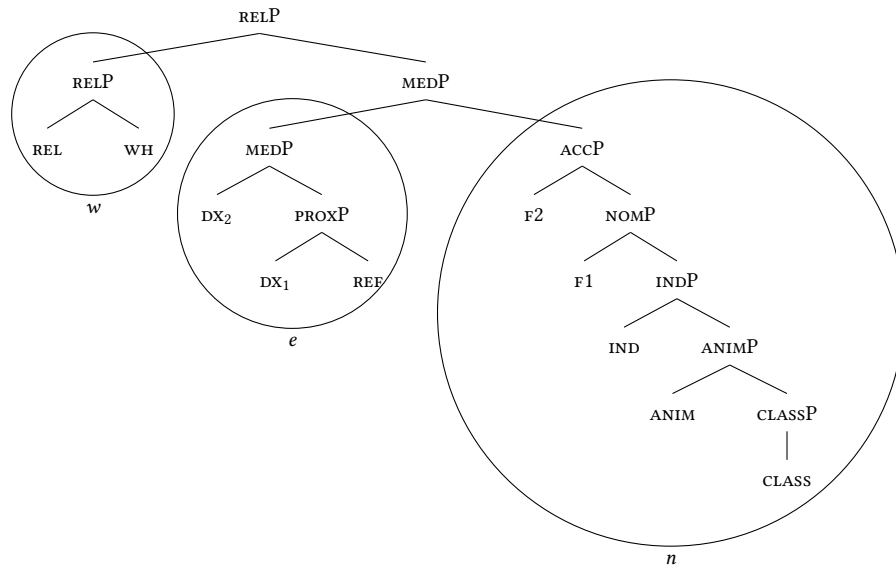 RELP
RELP MEDP
REL WH MEDP ACCP
w DX₂ PROXP F2 NOMP
DX₁ REF F1 INDP
e IND ANIMP
ANIM CLASSP
CLASS
n